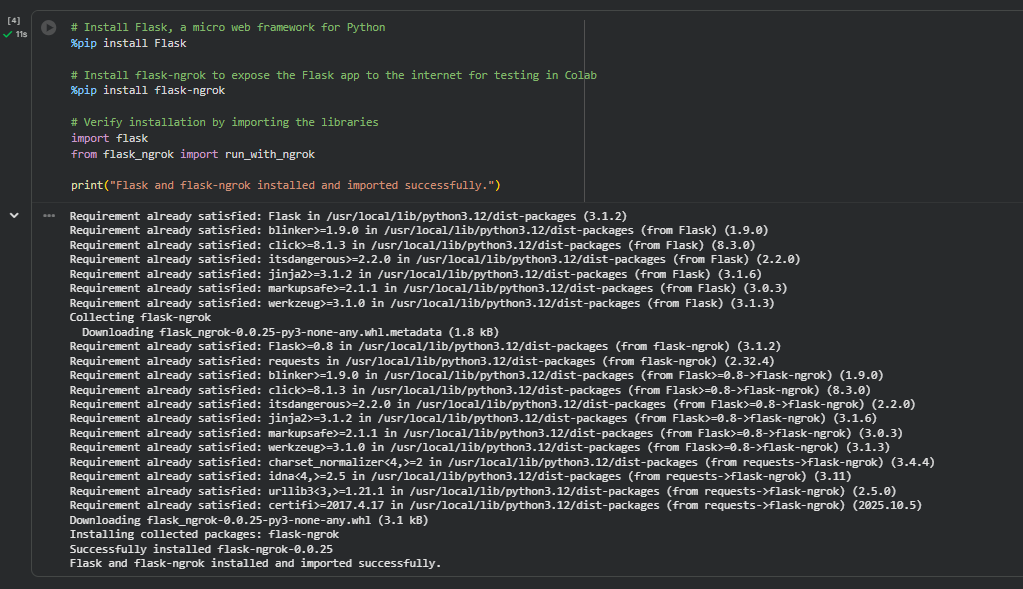 [4]
11s
# Install Flask, a micro web framework for Python
%pip install Flask
# Install flask-ngrok to expose the Flask app to the internet for testing in Colab
%pip install flask-ngrok
# Verify installation by importing the libraries
import flask
from flask_ngrok import run_with_ngrok
print("Flask and flask-ngrok installed and imported successfully.")
Requirement already satisfied: Flask in /usr/local/lib/python3.12/dist-packages (3.1.2)
Requirement already satisfied: blinker>=1.9.0 in /usr/local/lib/python3.12/dist-packages (from Flask) (1.9.0)
Requirement already satisfied: click>=8.1.3 in /usr/local/lib/python3.12/dist-packages (from Flask) (8.3.0)
Requirement already satisfied: itsdangerous>=2.2.0 in /usr/local/lib/python3.12/dist-packages (from Flask) (2.2.0)
Requirement already satisfied: jinja2>=3.1.2 in /usr/local/lib/python3.12/dist-packages (from Flask) (3.1.6)
Requirement already satisfied: markupsafe>=2.1.1 in /usr/local/lib/python3.12/dist-packages (from Flask) (3.0.3)
Requirement already satisfied: werkzeug>=3.1.0 in /usr/local/lib/python3.12/dist-packages (from Flask) (3.1.3)
Collecting flask-ngrok
  Downloading flask_ngrok-0.0.25-py3-none-any.whl.metadata (1.8 kB)
Requirement already satisfied: Flask>=0.8 in /usr/local/lib/python3.12/dist-packages (from flask-ngrok) (3.1.2)
Requirement already satisfied: requests in /usr/local/lib/python3.12/dist-packages (from flask-ngrok) (2.32.4)
Requirement already satisfied: blinker>=1.9.0 in /usr/local/lib/python3.12/dist-packages (from Flask>=0.8->flask-ngrok) (1.9.0)
Requirement already satisfied: click>=8.1.3 in /usr/local/lib/python3.12/dist-packages (from Flask>=0.8->flask-ngrok) (8.3.0)
Requirement already satisfied: itsdangerous>=2.2.0 in /usr/local/lib/python3.12/dist-packages (from Flask>=0.8->flask-ngrok) (2.2.0)
Requirement already satisfied: jinja2>=3.1.2 in /usr/local/lib/python3.12/dist-packages (from Flask>=0.8->flask-ngrok) (3.1.6)
Requirement already satisfied: markupsafe>=2.1.1 in /usr/local/lib/python3.12/dist-packages (from Flask>=0.8->flask-ngrok) (3.0.3)
Requirement already satisfied: werkzeug>=3.1.0 in /usr/local/lib/python3.12/dist-packages (from Flask>=0.8->flask-ngrok) (3.1.3)
Requirement already satisfied: charset_normalizer<4,>=2 in /usr/local/lib/python3.12/dist-packages (from requests->flask-ngrok) (3.4.4)
Requirement already satisfied: idna<4,>=2.5 in /usr/local/lib/python3.12/dist-packages (from requests->flask-ngrok) (3.11)
Requirement already satisfied: urllib3<3,>=1.21.1 in /usr/local/lib/python3.12/dist-packages (from requests->flask-ngrok) (2.5.0)
Requirement already satisfied: certifi>=2017.4.17 in /usr/local/lib/python3.12/dist-packages (from requests->flask-ngrok) (2025.10.5)
Downloading flask_ngrok-0.0.25-py3-none-any.whl (3.1 kB)
Installing collected packages: flask-ngrok
Successfully installed flask-ngrok-0.0.25
Flask and flask-ngrok installed and imported successfully.